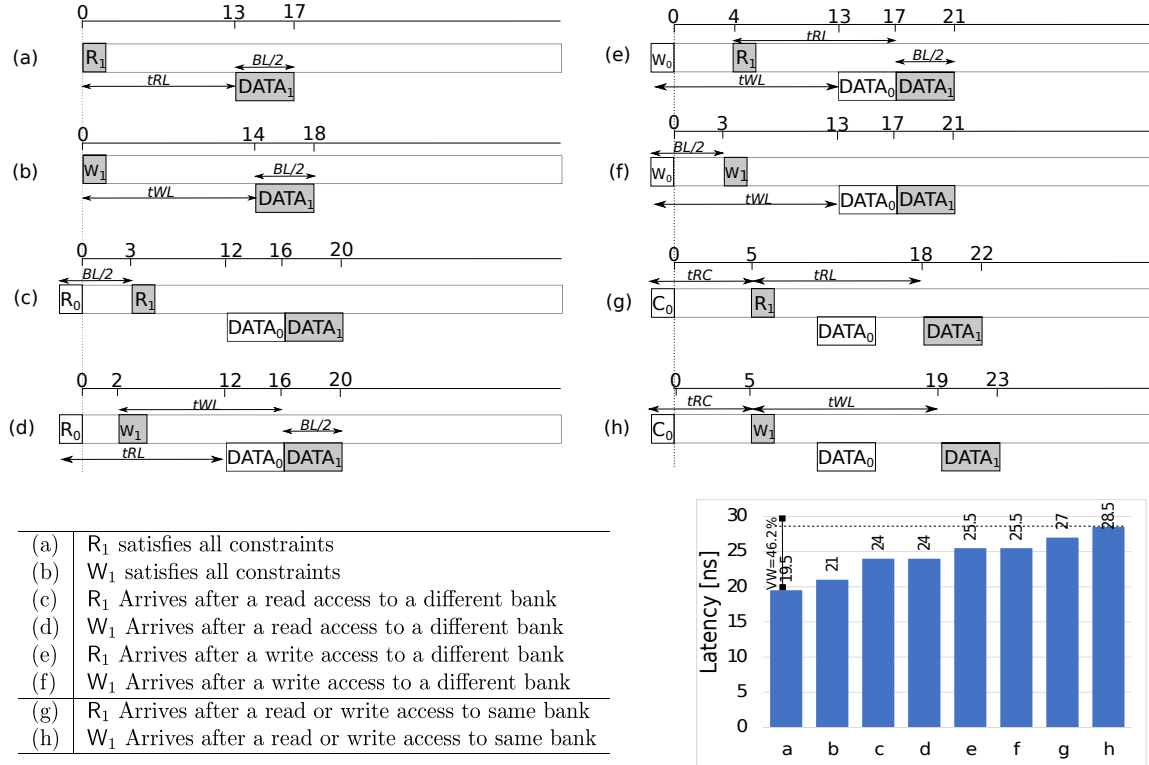 0 13 17
(a) R1 BL/2
tRL DATA1
0 14 18
(b) W1 BL/2
tWL DATA1
0 3 12 16 20
BL/2
(c) R0 R1
DATA0 DATA1
0 2 12 16 20
tWL
(d) R0 W1 BL/2
tRL DATA0 DATA1
0 4 13 17 21
tRL
(e) W0 R1 BL/2
tWL DATA0 DATA1
0 3 13 17 21
BL/2
(f) W0 W1
tWL DATA0 DATA1
0 5 18 22
tRC tRL
(g) C0 R1
DATA0 DATA1
0 5 19 23
tRC tWL
(h) C0 W1
DATA0 DATA1
(a) R1 satisfies all constraints
(b) W1 satisfies all constraints
(c) R1 Arrives after a read access to a different bank
(d) W1 Arrives after a read access to a different bank
(e) R1 Arrives after a write access to a different bank
(f) W1 Arrives after a write access to a different bank
(g) R1 Arrives after a read or write access to same bank
(h) W1 Arrives after a read or write access to same bank
Latency [ns]
30
25
20
15
10
5
0
VW=46.2%
19.5 21 24 24 25.5 25.5 27 28.5
a b c d e f g h